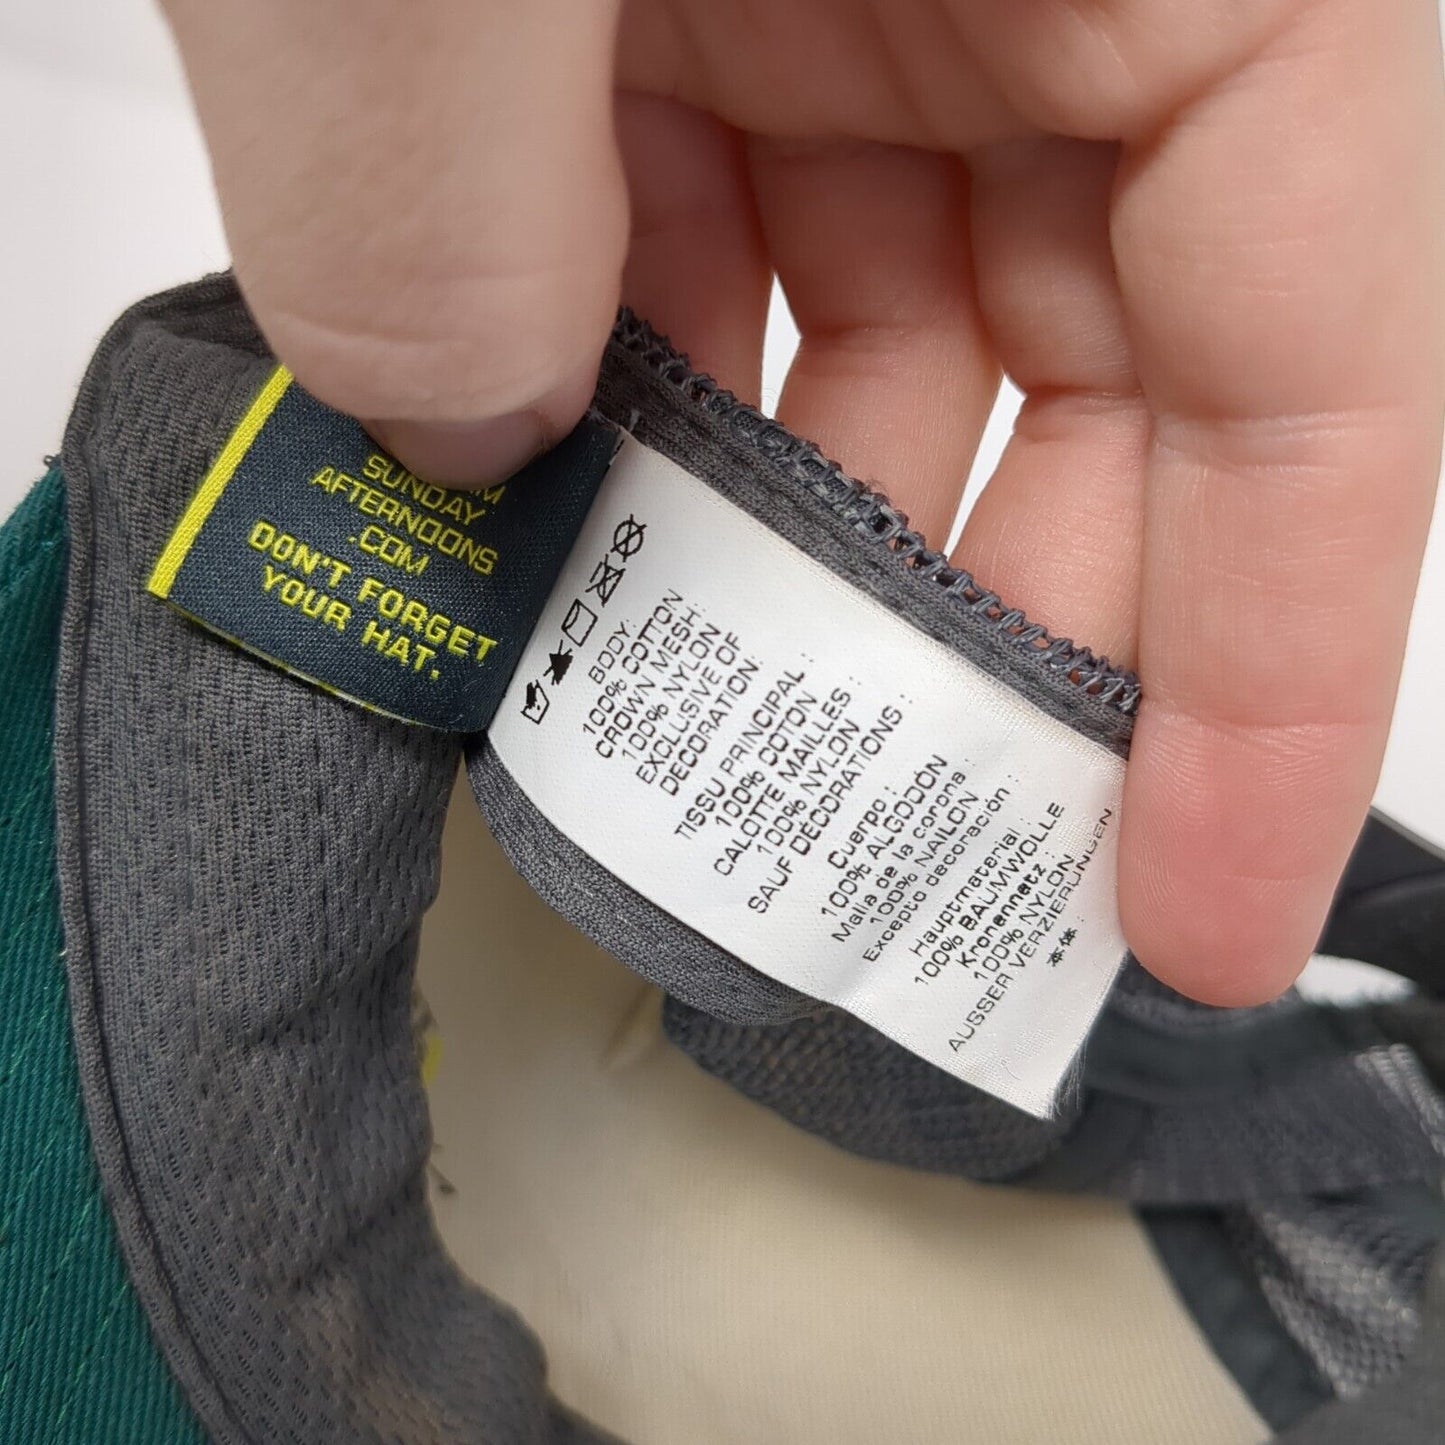 SUNDAY
AFTERNOONS
.COM
DON'T FORGET
YOUR HAT.
BODY:
100% COTTON
CROWN MESH:
100% NYLON
EXCLUSIVE OF
DECORATION.
TISSU PRINCIPAL :
100% COTON
CALOTTE MAILLES :
100% NYLON
SAUF DÉCORATIONS :
Cuerpo :
100% ALGODÓN
Malla de la corona :
100% NAILON
Excepto decoración :
Hauptmaterial :
100% BAUMWOLLE
Kronennetz :
100% NYLON
AUSSER VERZIERUNGEN